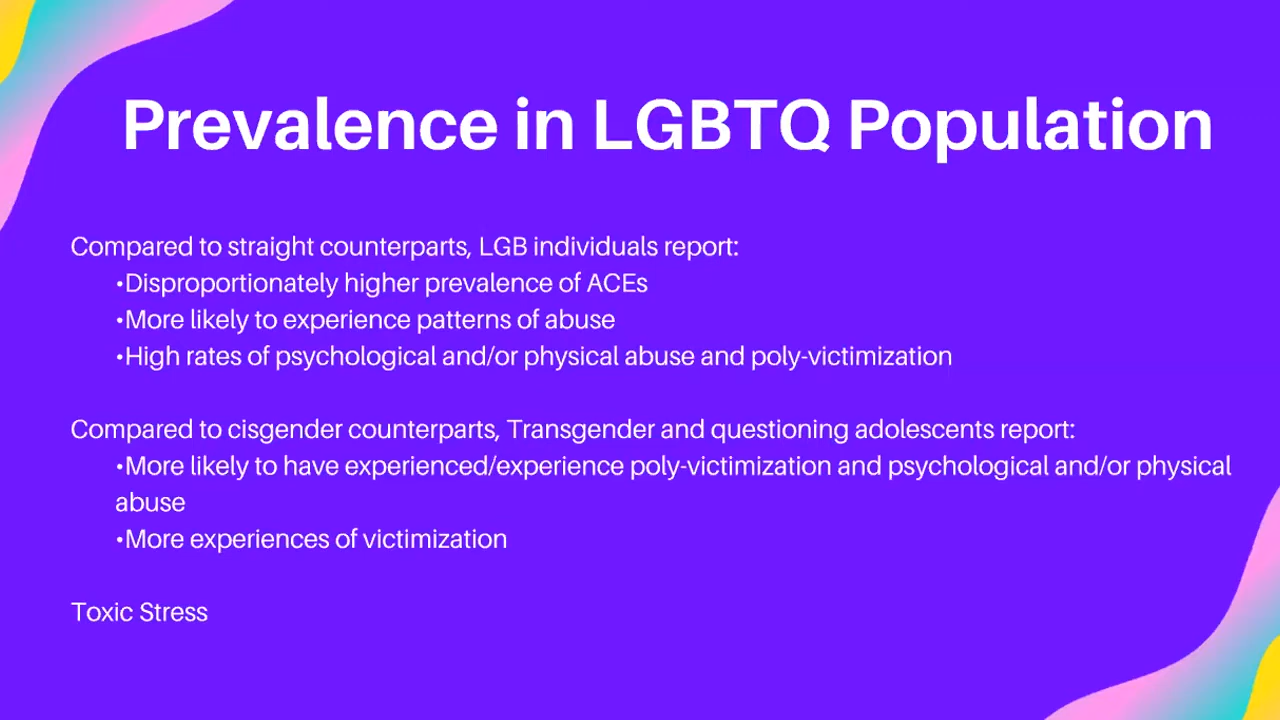 Prevalence in LGBTQ Population
Compared to straight counterparts, LGB individuals report:
•Disproportionately higher prevalence of ACEs
•More likely to experience patterns of abuse
•High rates of psychological and/or physical abuse and poly-victimization
Compared to cisgender counterparts, Transgender and questioning adolescents report:
•More likely to have experienced/experience poly-victimization and psychological and/or physical
abuse
•More experiences of victimization
Toxic Stress